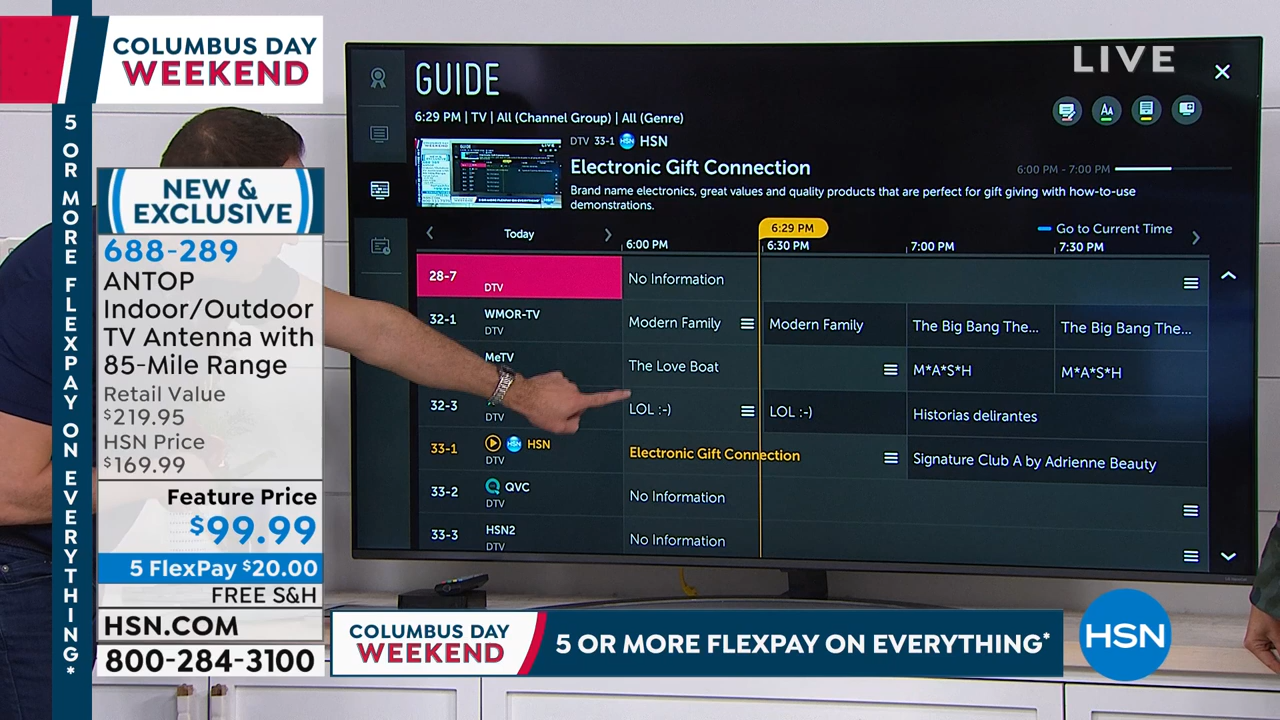 COLUMBUS DAY
WEEKEND
5 OR MORE FLEXPAY ON EVERYTHING*
NEW &
EXCLUSIVE
688-289
ANTOP
Indoor/Outdoor
TV Antenna with
85-Mile Range
Retail Value
$219.95
HSN Price
$169.99
Feature Price
$99.99
5 FlexPay $20.00
FREE S&H
HSN.COM
800-284-3100
LIVE
GUIDE
6:29 PM | TV | All (Channel Group) | All (Genre)
DTV 33-1 HSN HSN
Electronic Gift Connection
6:00 PM - 7:00 PM
Brand name electronics, great values and quality products that are perfect for gift giving with how-to-use
demonstrations.
Today
6:29 PM
Go to Current Time
6:00 PM 6:30 PM 7:00 PM 7:30 PM
28-7 DTV No Information
32-1 WMOR-TV DTV Modern Family Modern Family The Big Bang The... The Big Bang The...
MeTV The Love Boat M*A*S*H M*A*S*H
32-3 DTV LOL :-) LOL :-) Historias delirantes
33-1 HSN HSN DTV Electronic Gift Connection Signature Club A by Adrienne Beauty
33-2 QVC DTV No Information
33-3 HSN2 DTV No Information
COLUMBUS DAY
WEEKEND
5 OR MORE FLEXPAY ON EVERYTHING*
HSN